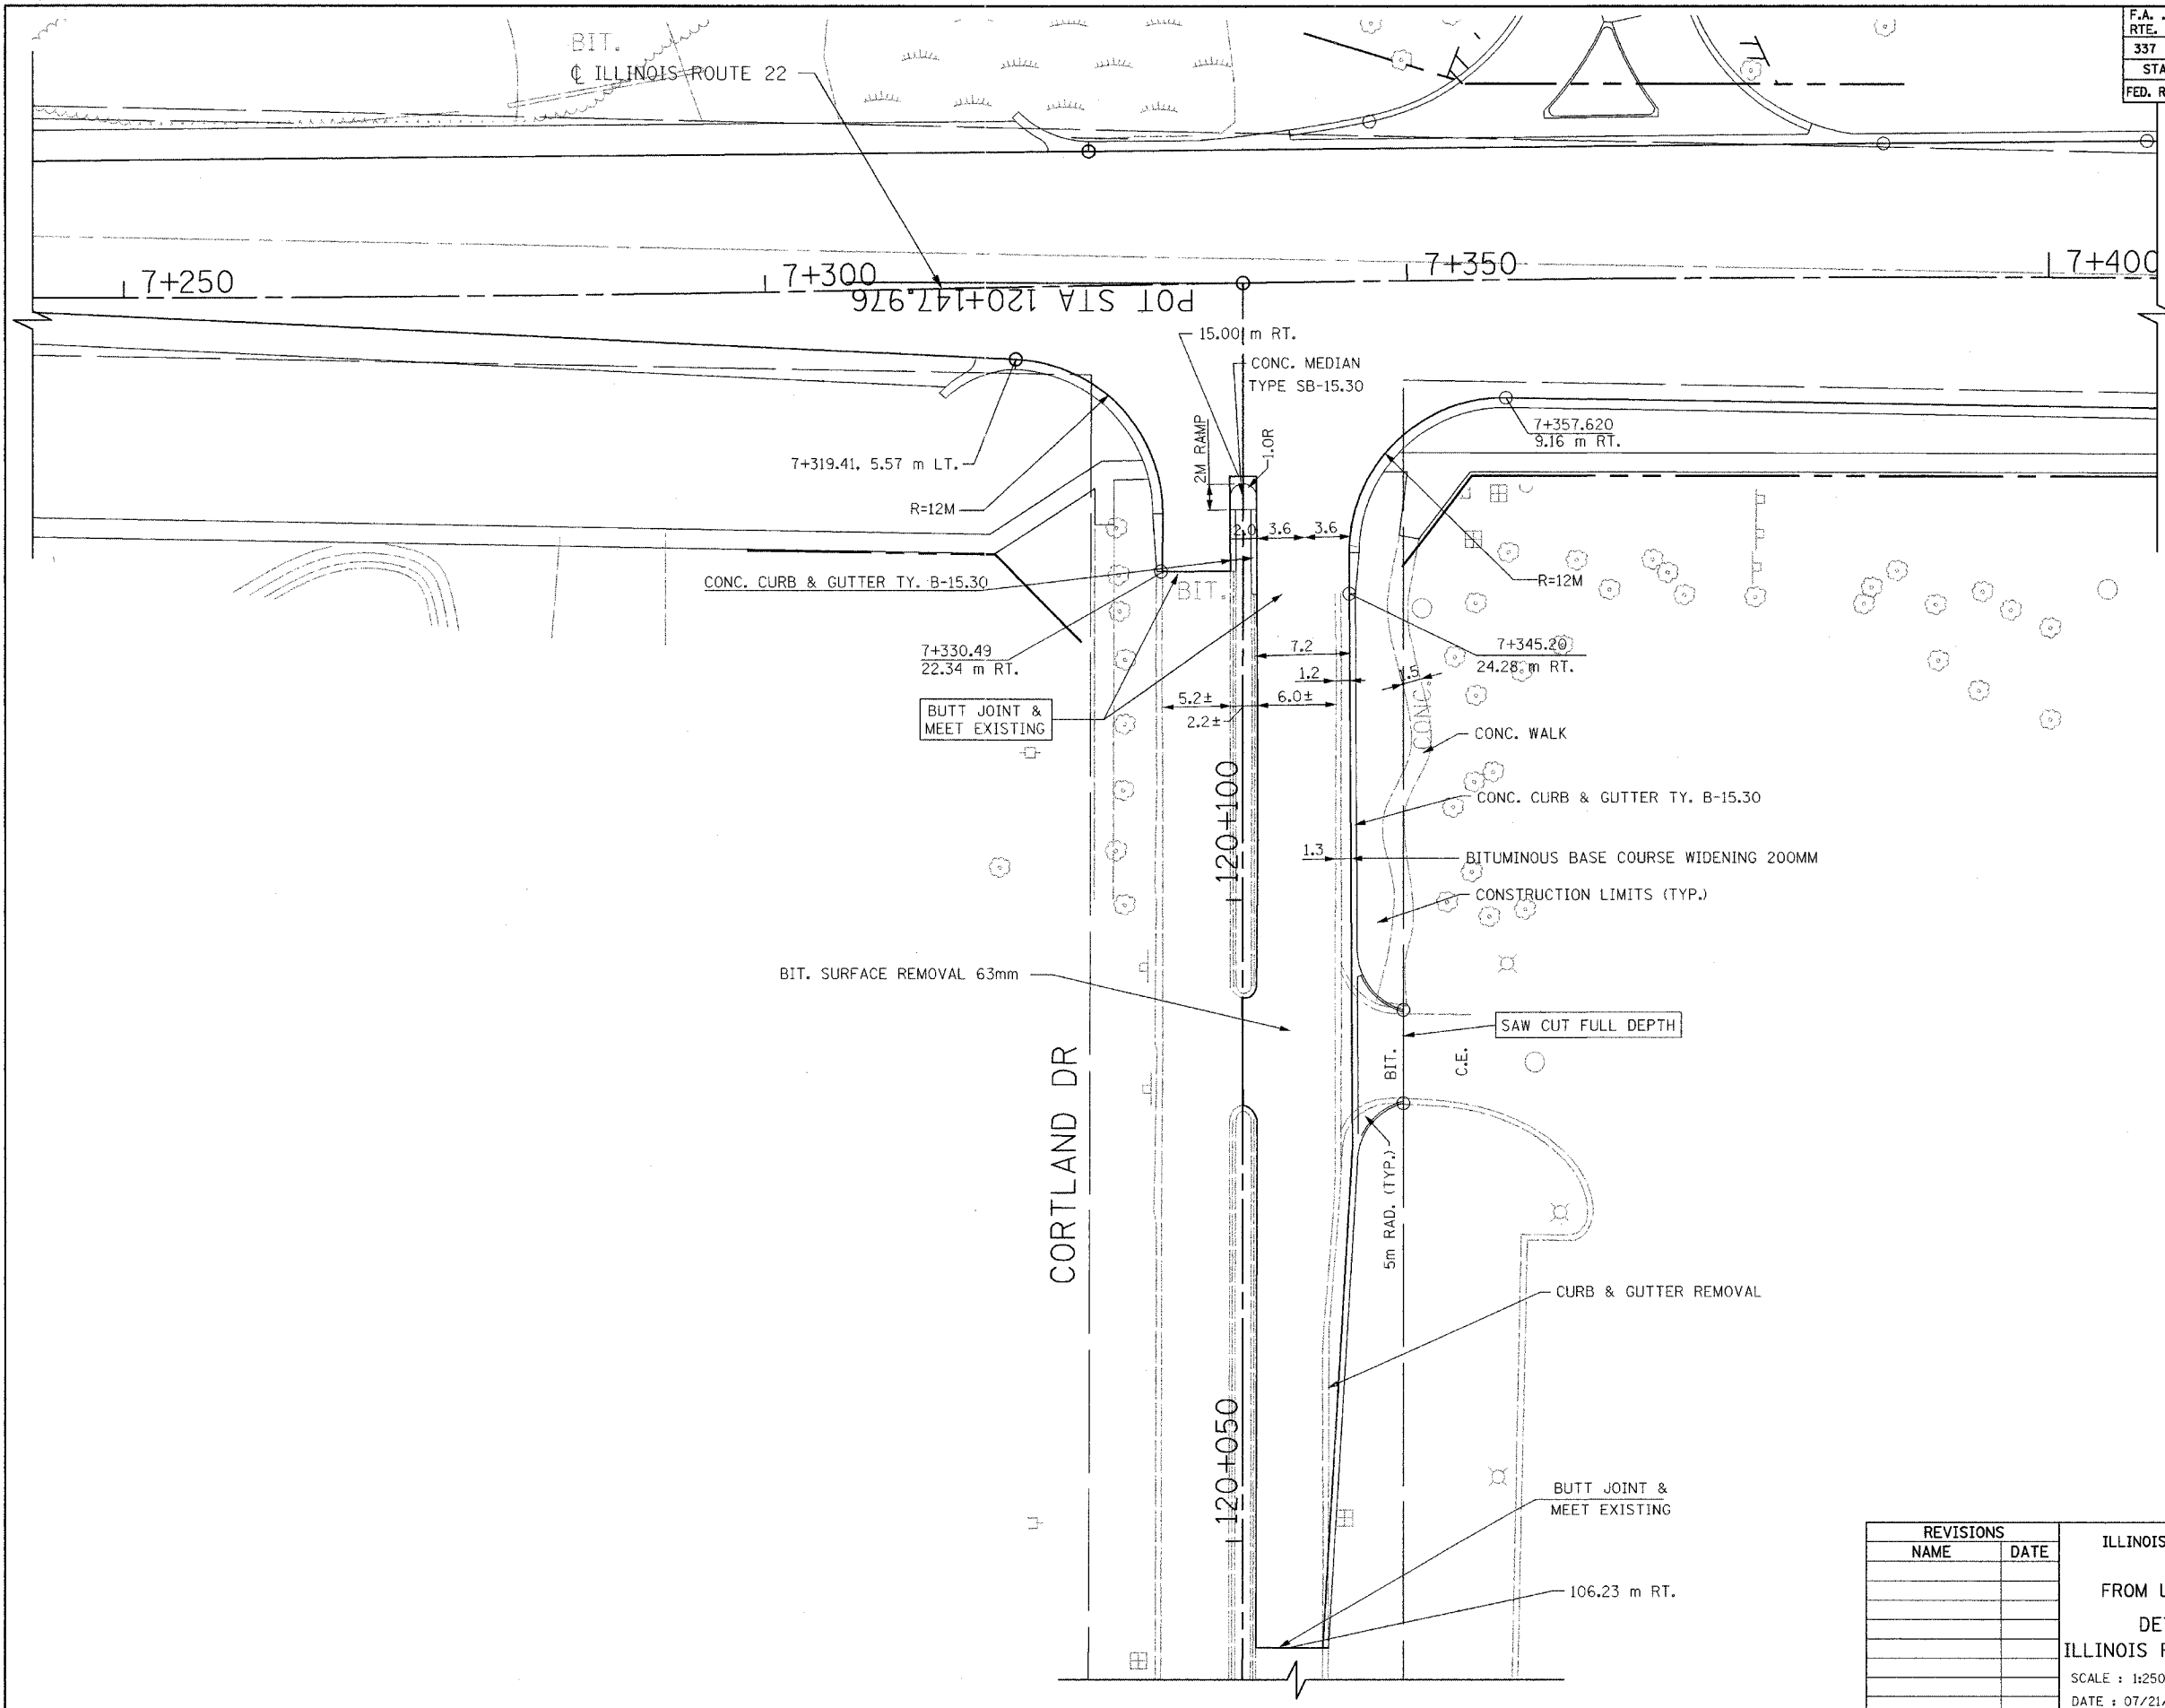 F.A.
RTE.
337
STA
FED. R
BIT.
℄ ILLINOIS ROUTE 22
7+250
7+300
7+350
7+400
POT STA 120+147.976
15.00 m RT.
CONC. MEDIAN
TYPE SB-15.30
2M RAMP
1.0R
7+357.620
9.16 m RT.
7+319.41, 5.57 m LT.
R=12M
2.0
3.6
3.6
R=12M
CONC. CURB & GUTTER TY. B-15.30
BIT.
7+330.49
22.34 m RT.
7+345.20
24.28 m RT.
7.2
1.2
1.5
5.2±
6.0±
2.2±
BUTT JOINT &
MEET EXISTING
CONC.
CONC. WALK
120+100
CONC. CURB & GUTTER TY. B-15.30
1.3
BITUMINOUS BASE COURSE WIDENING 200MM
CONSTRUCTION LIMITS (TYP.)
BIT. SURFACE REMOVAL 63mm
SAW CUT FULL DEPTH
BIT.
C.E.
CORTLAND DR
5m RAD. (TYP.)
CURB & GUTTER REMOVAL
120+050
BUTT JOINT &
MEET EXISTING
106.23 m RT.
REVISIONS
NAME DATE
ILLINOIS
FROM
DE
ILLINOIS
SCALE : 1:250
DATE : 07/21/